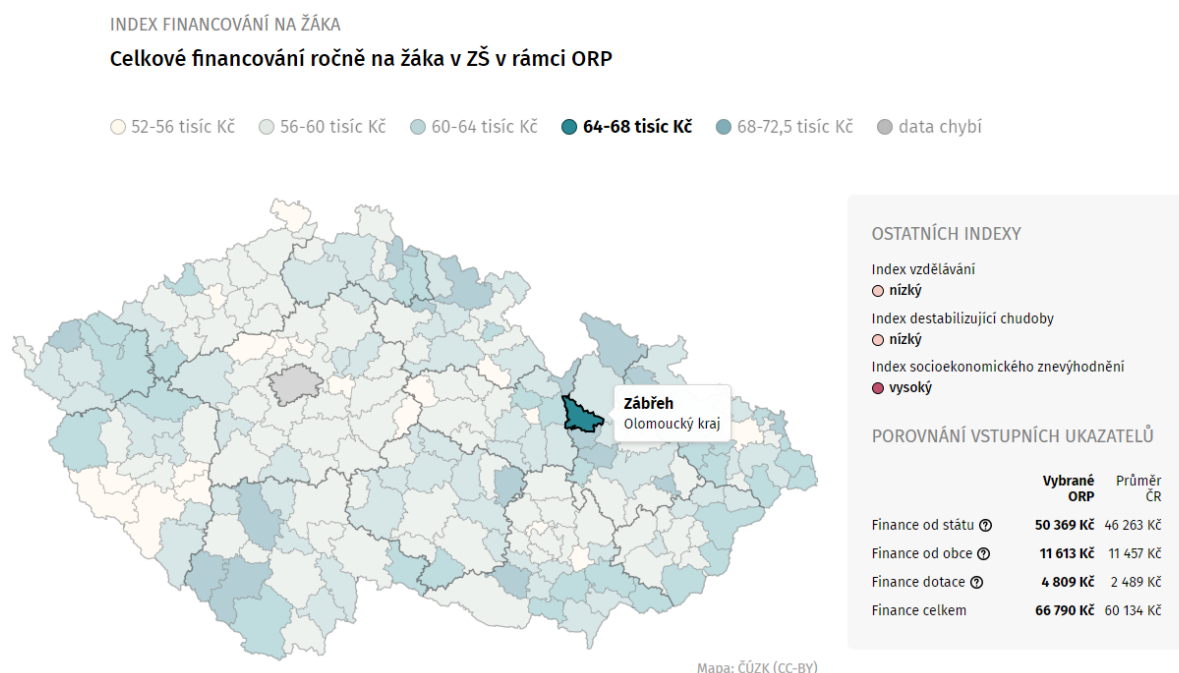 INDEX FINANCOVÁNÍ NA ŽÁKA
Celkové financování ročně na žáka v ZŠ v rámci ORP
52-56 tisíc Kč 56-60 tisíc Kč 60-64 tisíc Kč 64-68 tisíc Kč 68-72,5 tisíc Kč data chybí
Zábřeh
Olomoucký kraj
OSTATNÍCH INDEXY
Index vzdělávání
nízký
Index destabilizující chudoby
nízký
Index socioekonomického znevýhodnění
vysoký
POROVNÁNÍ VSTUPNÍCH UKAZATELŮ
Vybrané Průměr
ORP ČR
Finance od státu ? 50 369 Kč 46 263 Kč
Finance od obce ? 11 613 Kč 11 457 Kč
Finance dotace ? 4 809 Kč 2 489 Kč
Finance celkem 66 790 Kč 60 134 Kč
Mapa: ČÚZK (CC-BY)